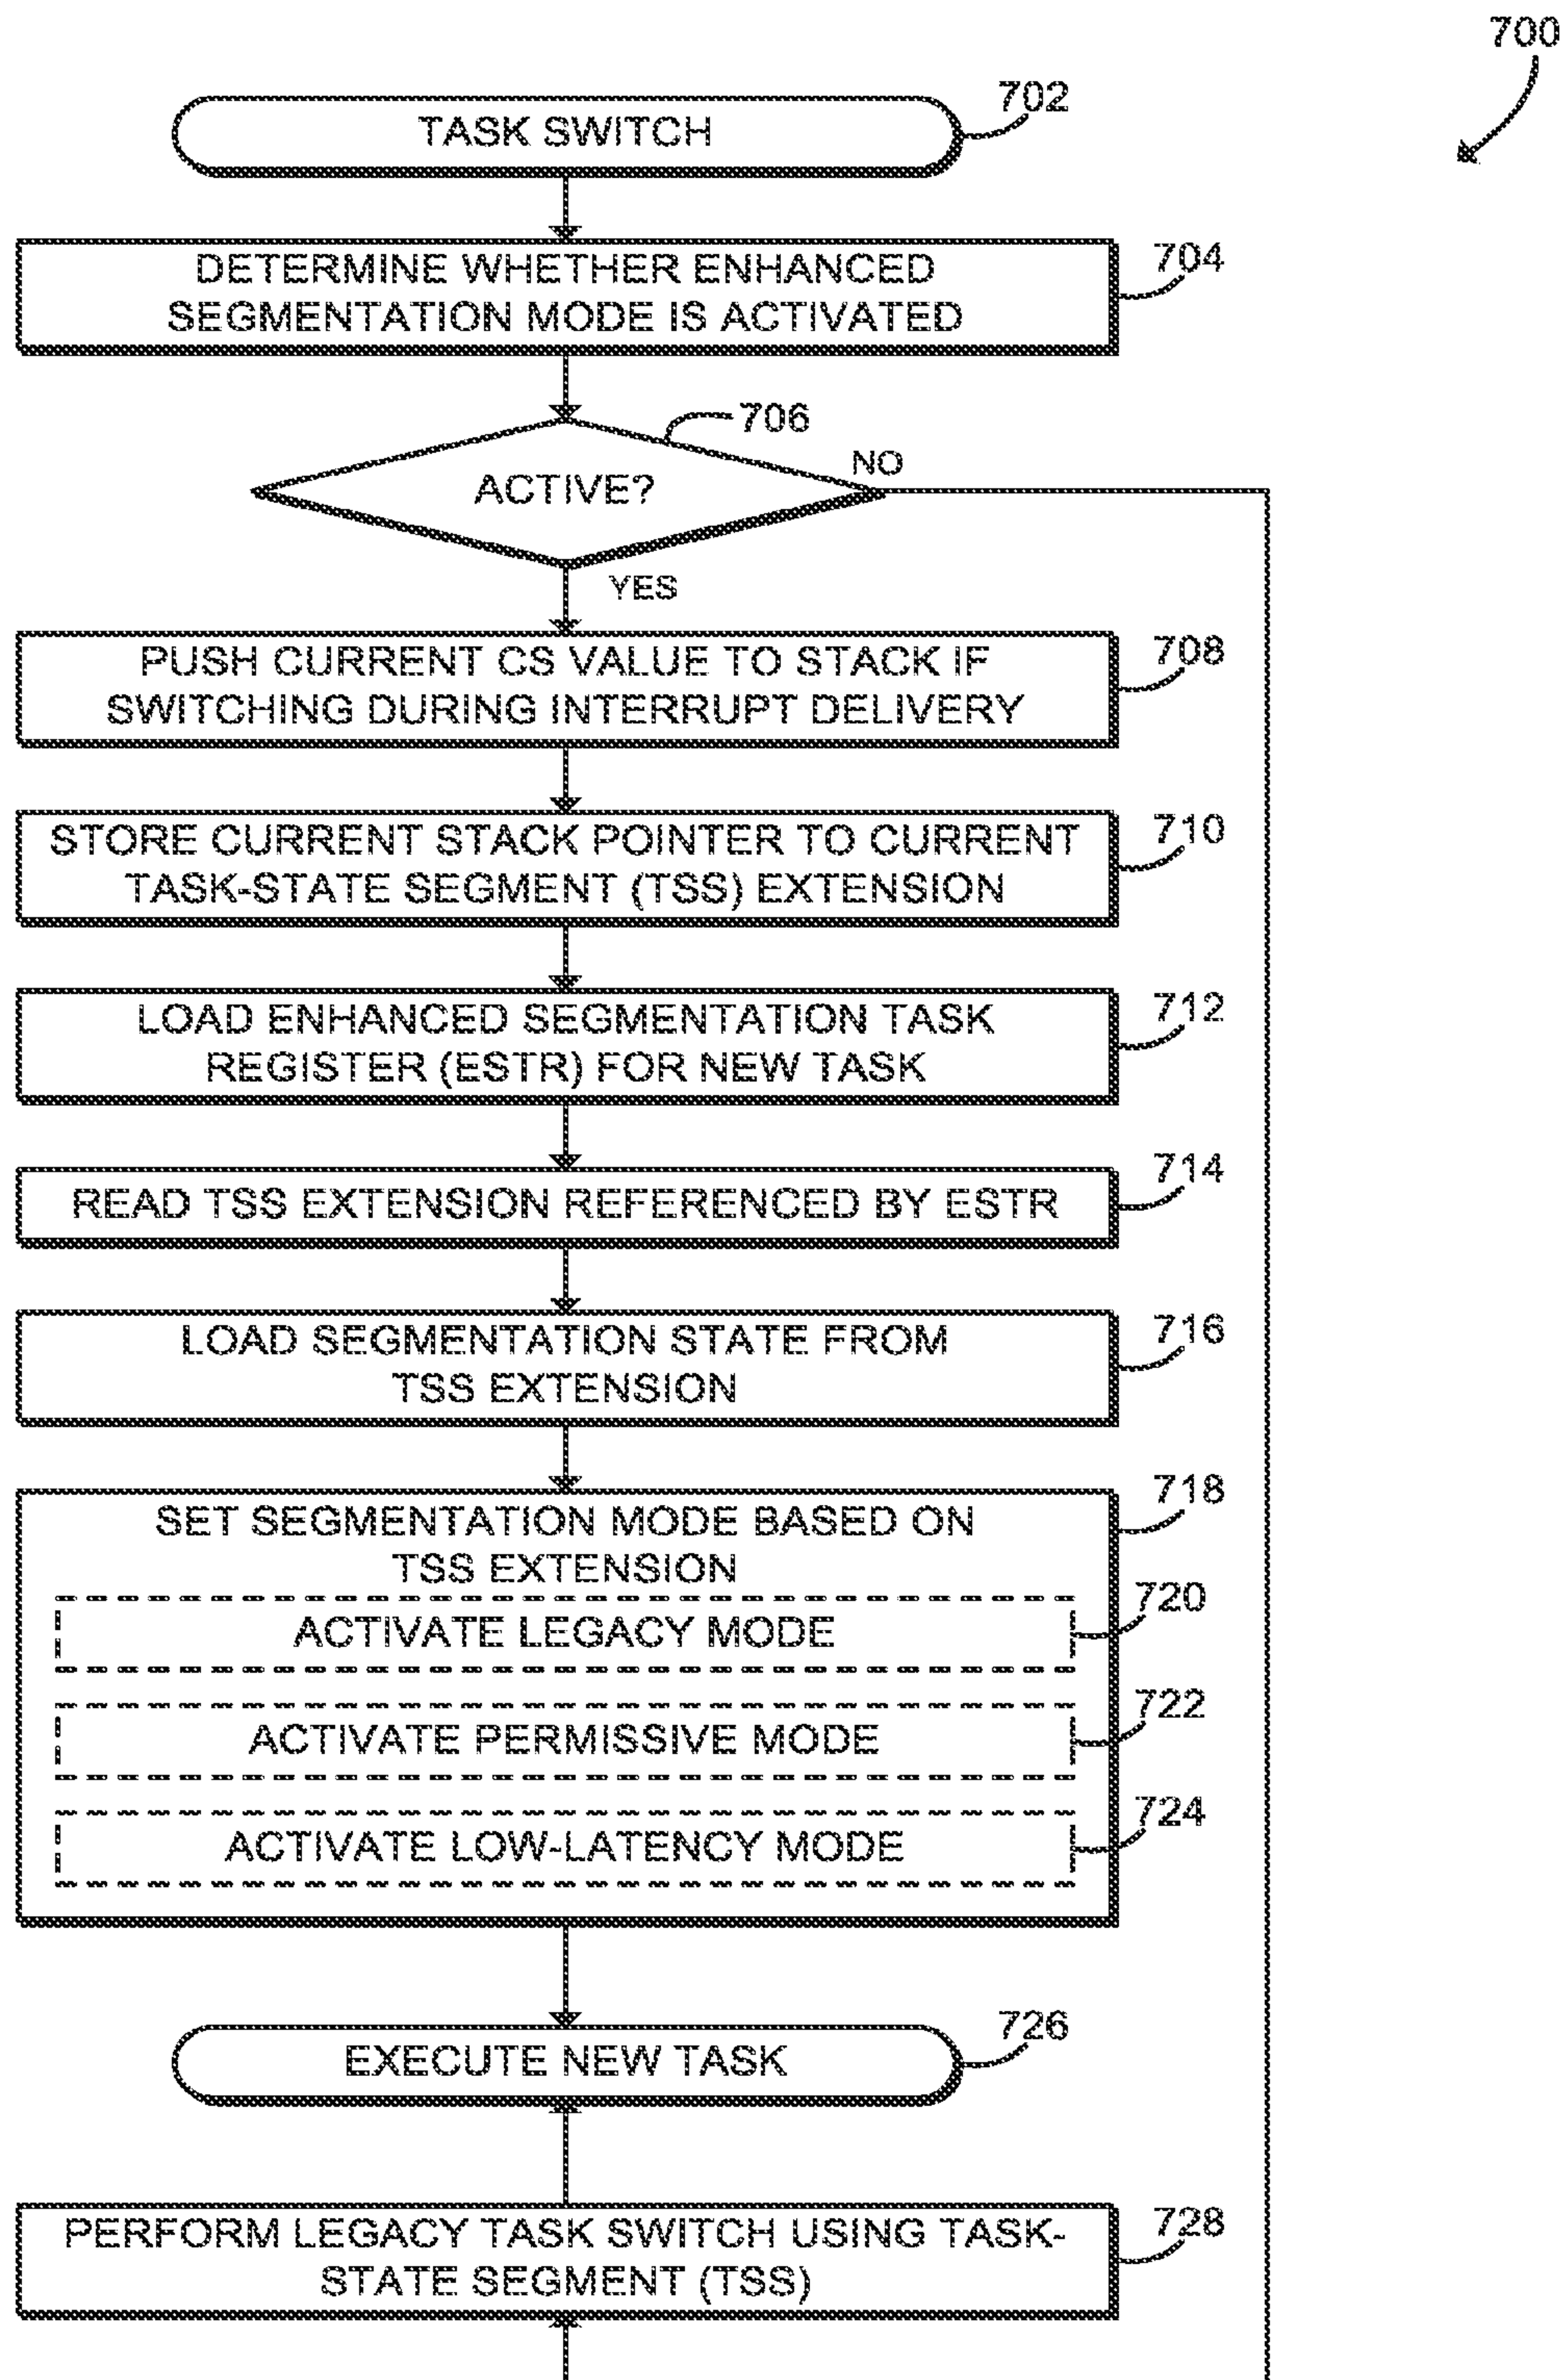 700
TASK SWITCH
702
DETERMINE WHETHER ENHANCED
SEGMENTATION MODE IS ACTIVATED
704
706
ACTIVE?
NO
YES
PUSH CURRENT CS VALUE TO STACK IF
SWITCHING DURING INTERRUPT DELIVERY
708
STORE CURRENT STACK POINTER TO CURRENT
TASK-STATE SEGMENT (TSS) EXTENSION
710
LOAD ENHANCED SEGMENTATION TASK
REGISTER (ESTR) FOR NEW TASK
712
READ TSS EXTENSION REFERENCED BY ESTR
714
LOAD SEGMENTATION STATE FROM
TSS EXTENSION
716
SET SEGMENTATION MODE BASED ON
TSS EXTENSION
718
ACTIVATE LEGACY MODE
720
ACTIVATE PERMISSIVE MODE
722
ACTIVATE LOW-LATENCY MODE
724
EXECUTE NEW TASK
726
PERFORM LEGACY TASK SWITCH USING TASK-
STATE SEGMENT (TSS)
728